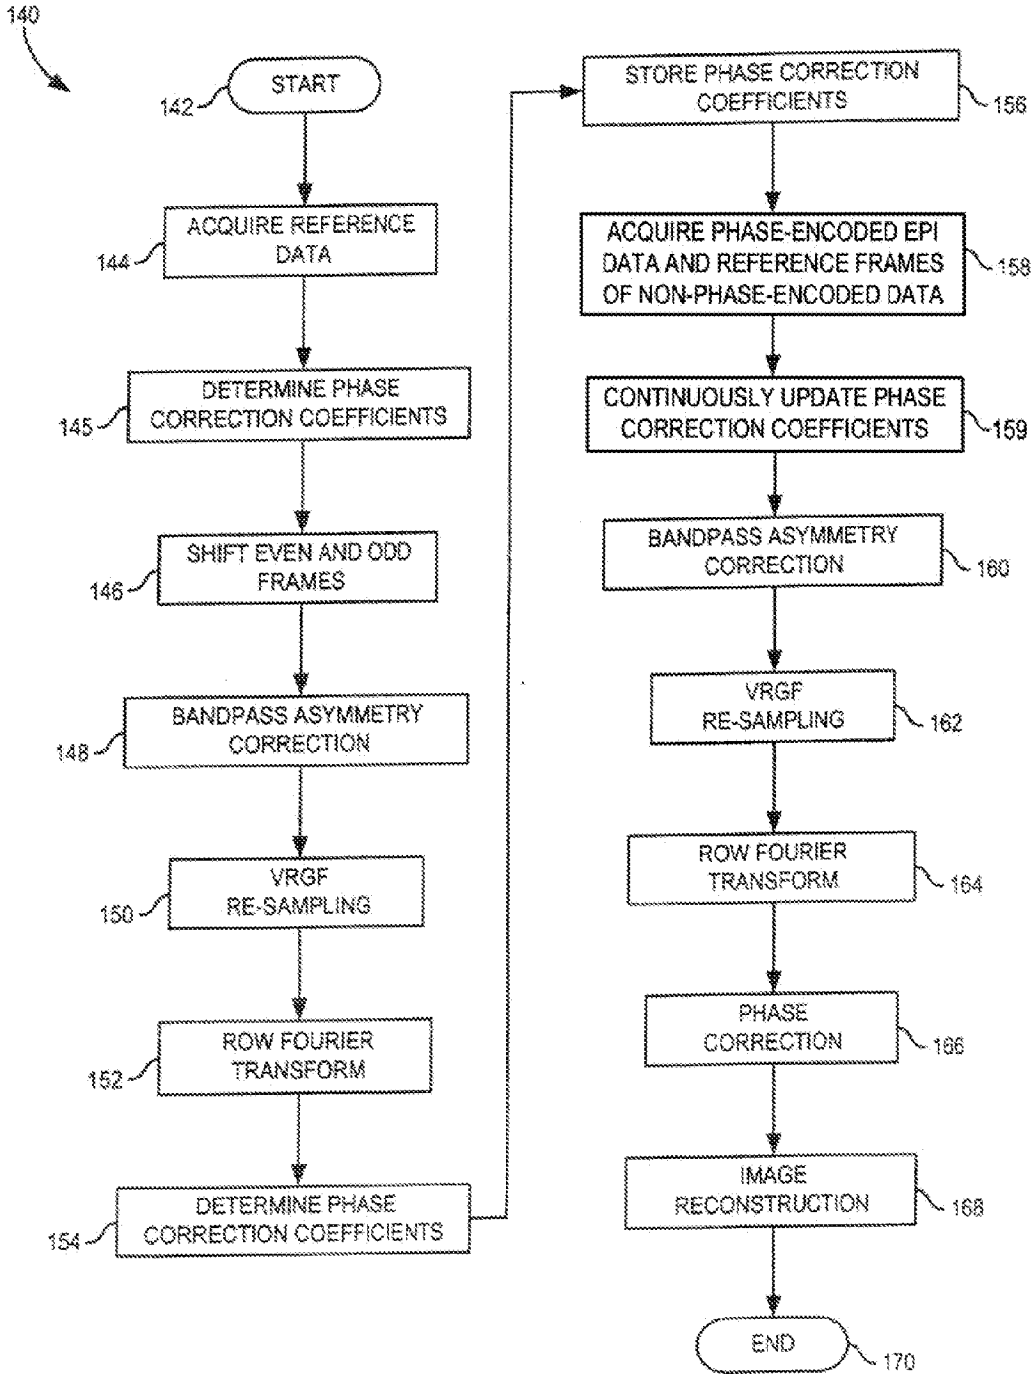 140
START
142
ACQUIRE REFERENCE
DATA
144
DETERMINE PHASE
CORRECTION COEFFICIENTS
145
SHIFT EVEN AND ODD
FRAMES
146
BANDPASS ASYMMETRY
CORRECTION
148
VRGF
RE-SAMPLING
150
ROW FOURIER
TRANSFORM
152
DETERMINE PHASE
CORRECTION COEFFICIENTS
154
STORE PHASE CORRECTION
COEFFICIENTS
156
ACQUIRE PHASE-ENCODED EPI
DATA AND REFERENCE FRAMES
OF NON-PHASE-ENCODED DATA
158
CONTINUOUSLY UPDATE PHASE
CORRECTION COEFFICIENTS
159
BANDPASS ASYMMETRY
CORRECTION
160
VRGF
RE-SAMPLING
162
ROW FOURIER
TRANSFORM
164
PHASE
CORRECTION
166
IMAGE
RECONSTRUCTION
168
END
170